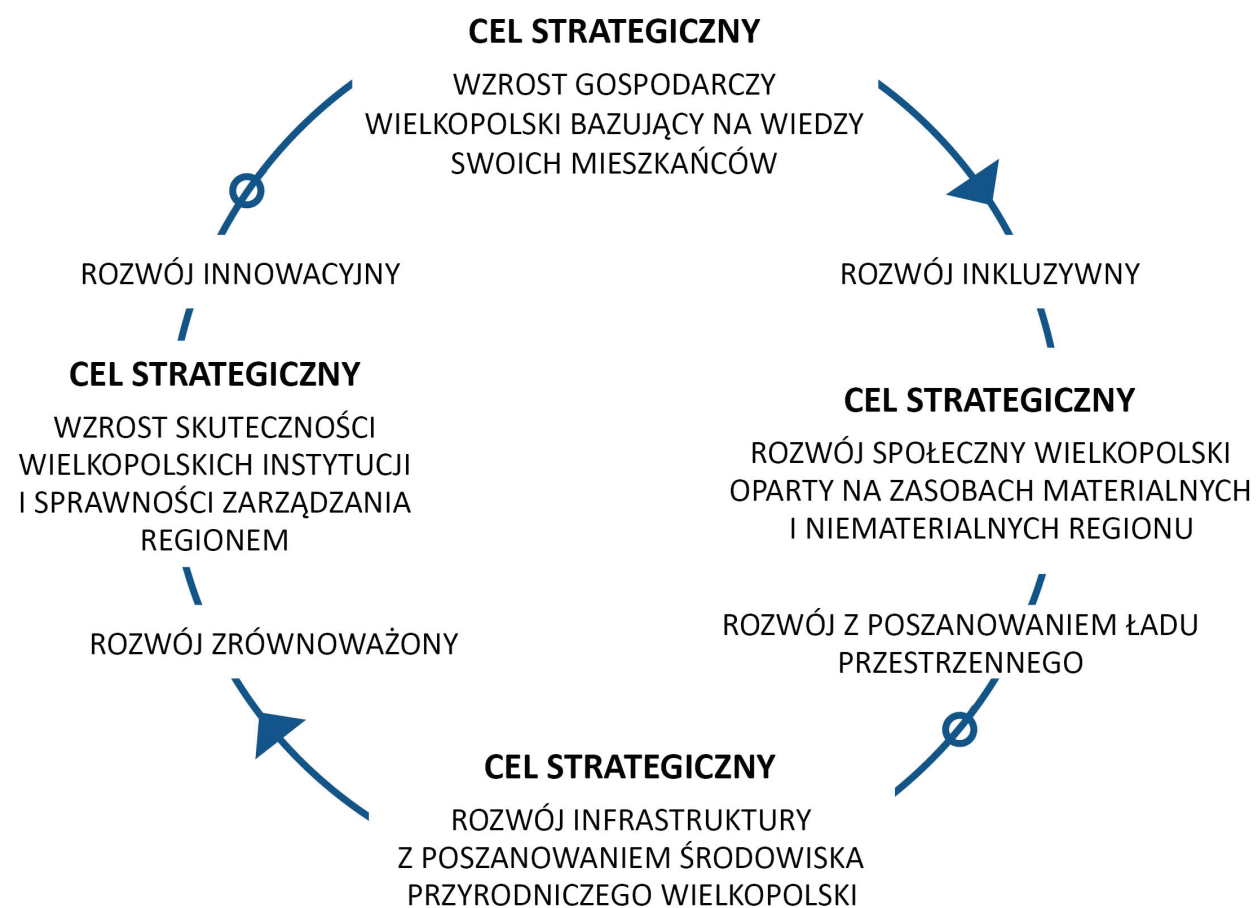 CEL STRATEGICZNY
WZROST GOSPODARCZY
WIELKOPOLSKI BAZUJĄCY NA WIEDZY
SWOICH MIESZKAŃCÓW
ROZWÓJ INNOWACYJNY
ROZWÓJ INKLUZYWNY
CEL STRATEGICZNY
WZROST SKUTECZNOŚCI
WIELKOPOLSKICH INSTYTUCJI
I SPRAWNOŚCI ZARZĄDZANIA
REGIONEM
CEL STRATEGICZNY
ROZWÓJ SPOŁECZNY WIELKOPOLSKI
OPARTY NA ZASOBACH MATERIALNYCH
I NIEMATERIALNYCH REGIONU
ROZWÓJ ZRÓWNOWAŻONY
ROZWÓJ Z POSZANOWANIEM ŁADU
PRZESTRZENNEGO
CEL STRATEGICZNY
ROZWÓJ INFRASTRUKTURY
Z POSZANOWANIEM ŚRODOWISKA
PRZYRODNICZEGO WIELKOPOLSKI